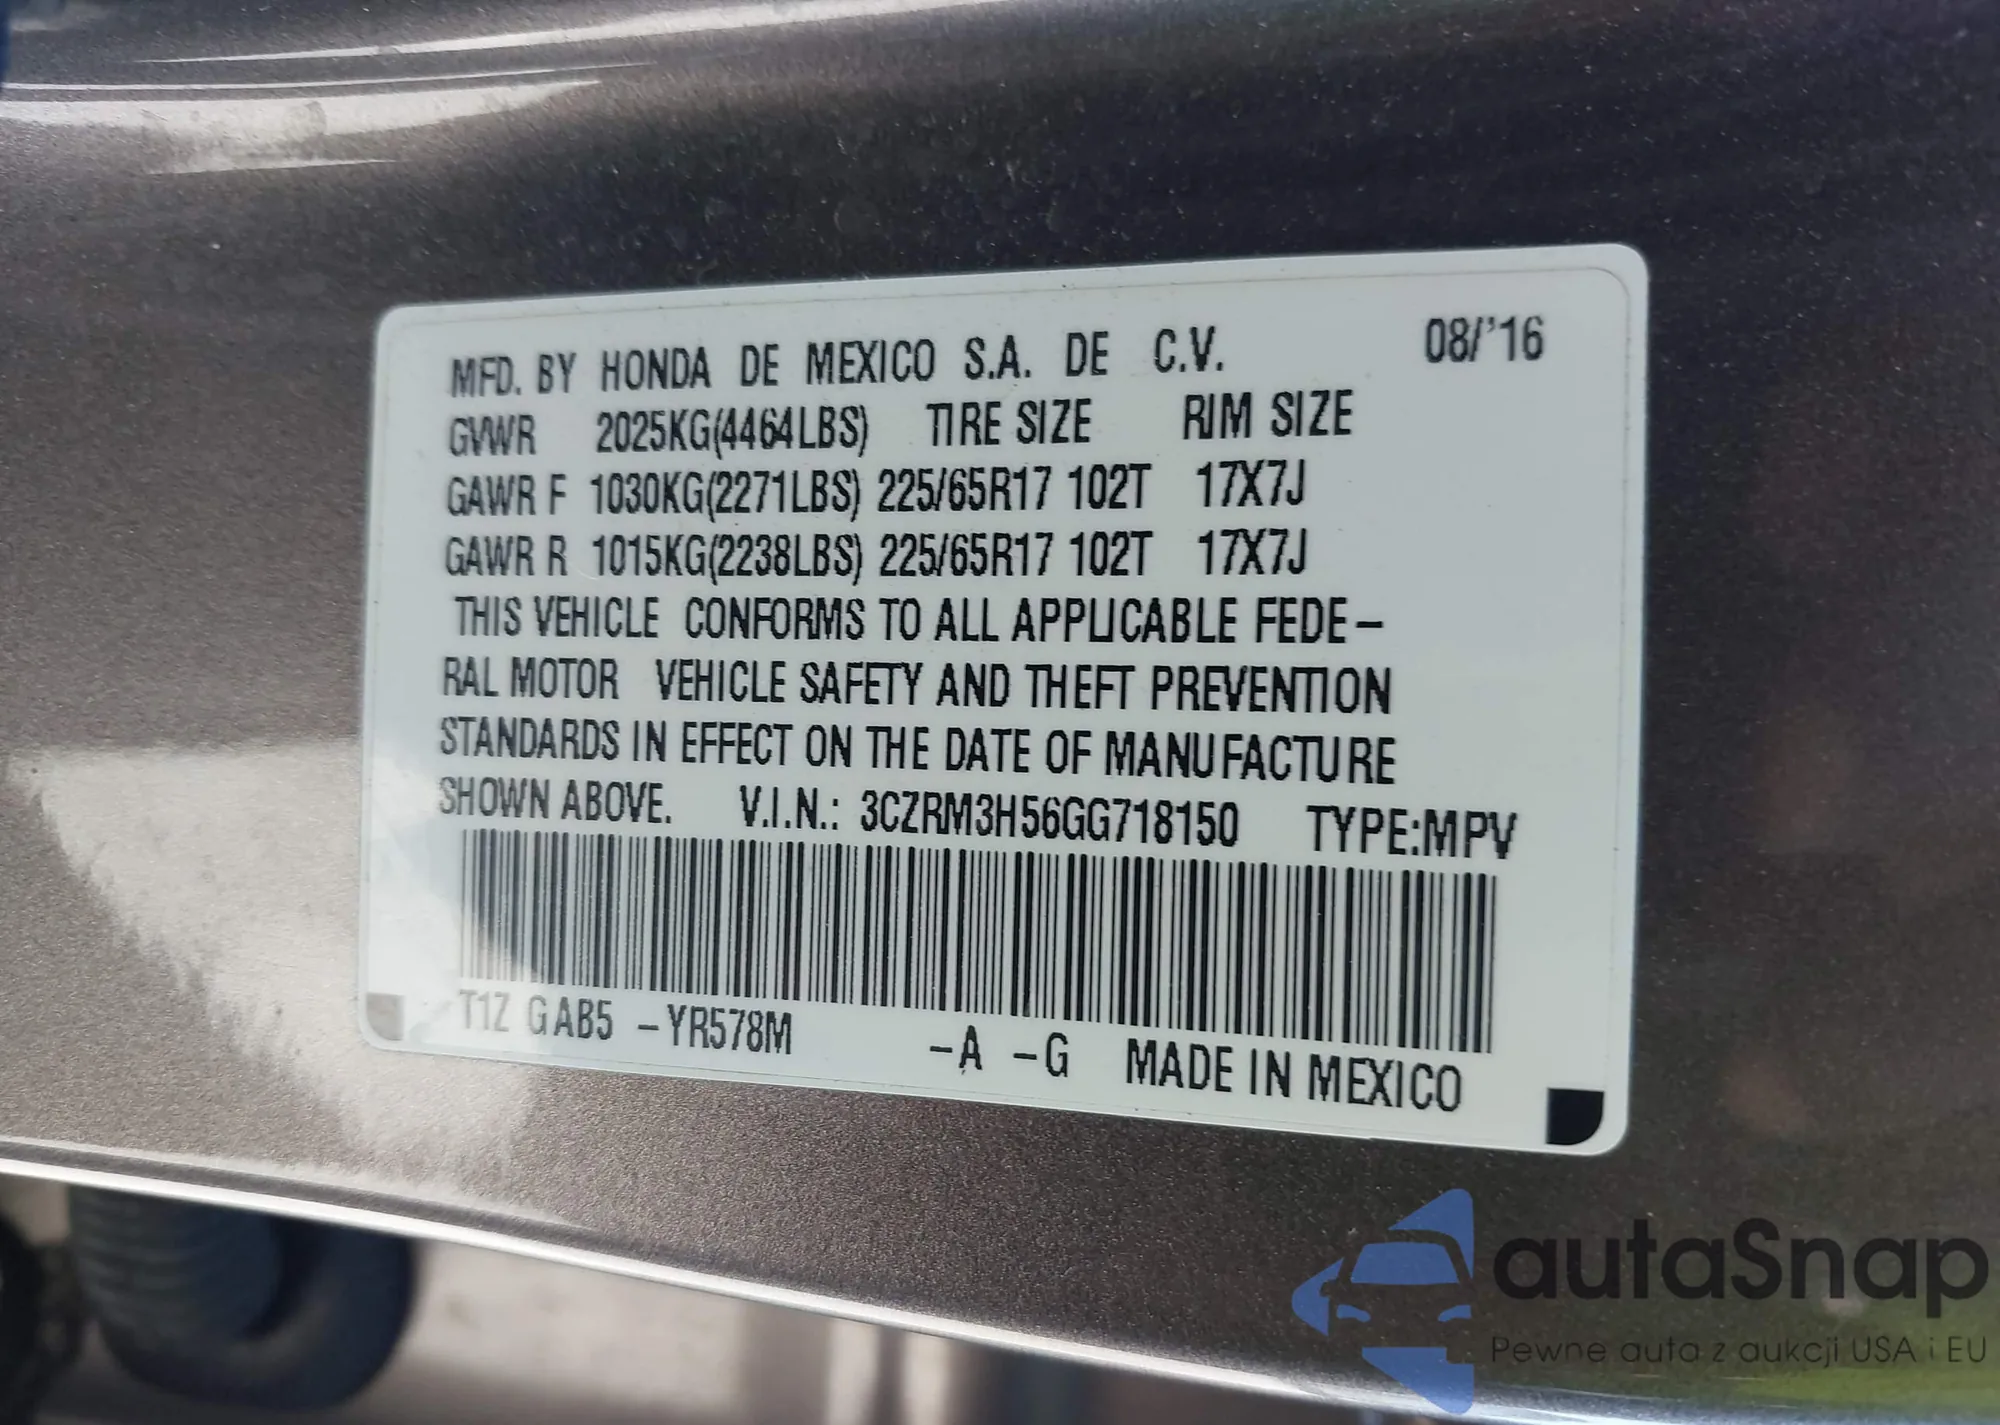 MFD. BY HONDA DE MEXICO S.A. DE C.V. 08/'16
GVWR 2025KG(4464LBS) TIRE SIZE RIM SIZE
GAWR F 1030KG(2271LBS) 225/65R17 102T 17X7J
GAWR R 1015KG(2238LBS) 225/65R17 102T 17X7J
THIS VEHICLE CONFORMS TO ALL APPLICABLE FEDE-
RAL MOTOR VEHICLE SAFETY AND THEFT PREVENTION
STANDARDS IN EFFECT ON THE DATE OF MANUFACTURE
SHOWN ABOVE. V.I.N.: 3CZRM3H56GG718150 TYPE:MPV
T1Z GAB5 -YR578M -A -G MADE IN MEXICO
autaSnap
Pewne auta z aukcji USA i EU